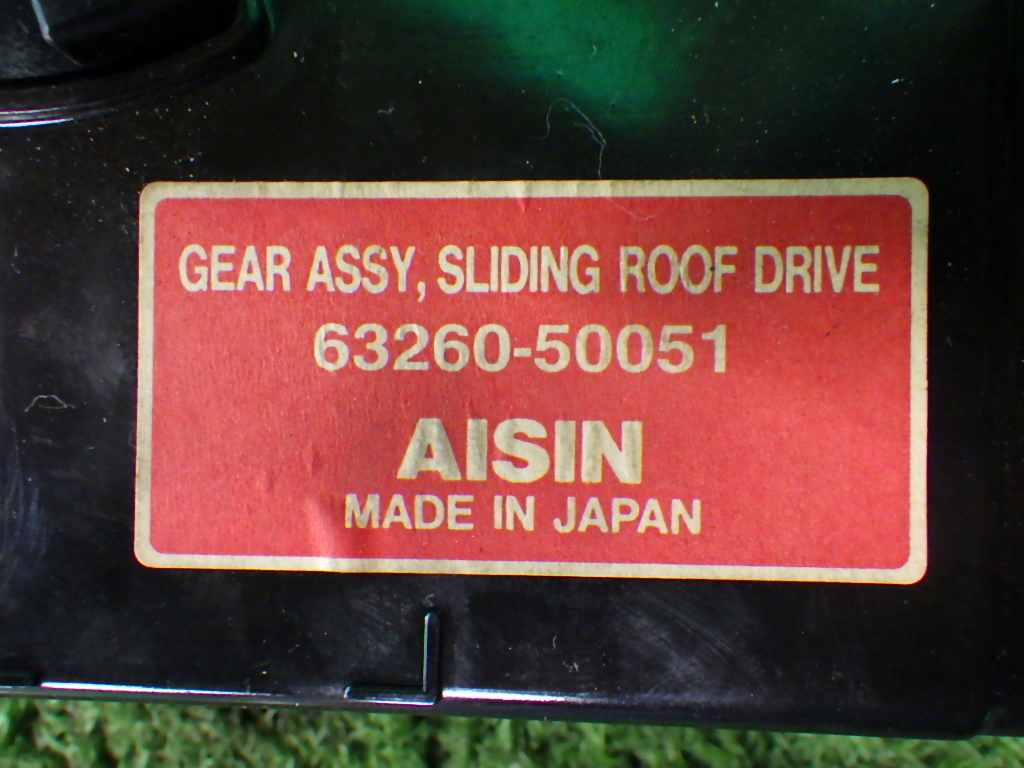 GEAR ASSY, SLIDING ROOF DRIVE
63260-50051
AISIN
MADE IN JAPAN